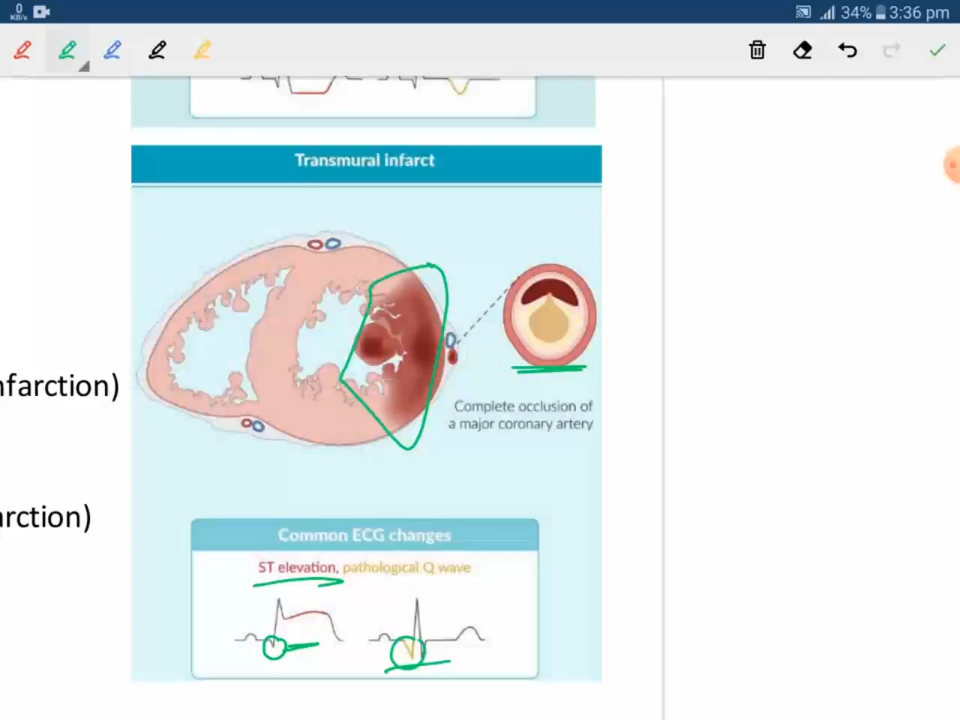 0
KB/s
34% 3:36 pm
Transmural infarct
nfarction)
Complete occlusion of
a major coronary artery
arction)
Common ECG changes
ST elevation, pathological Q wave